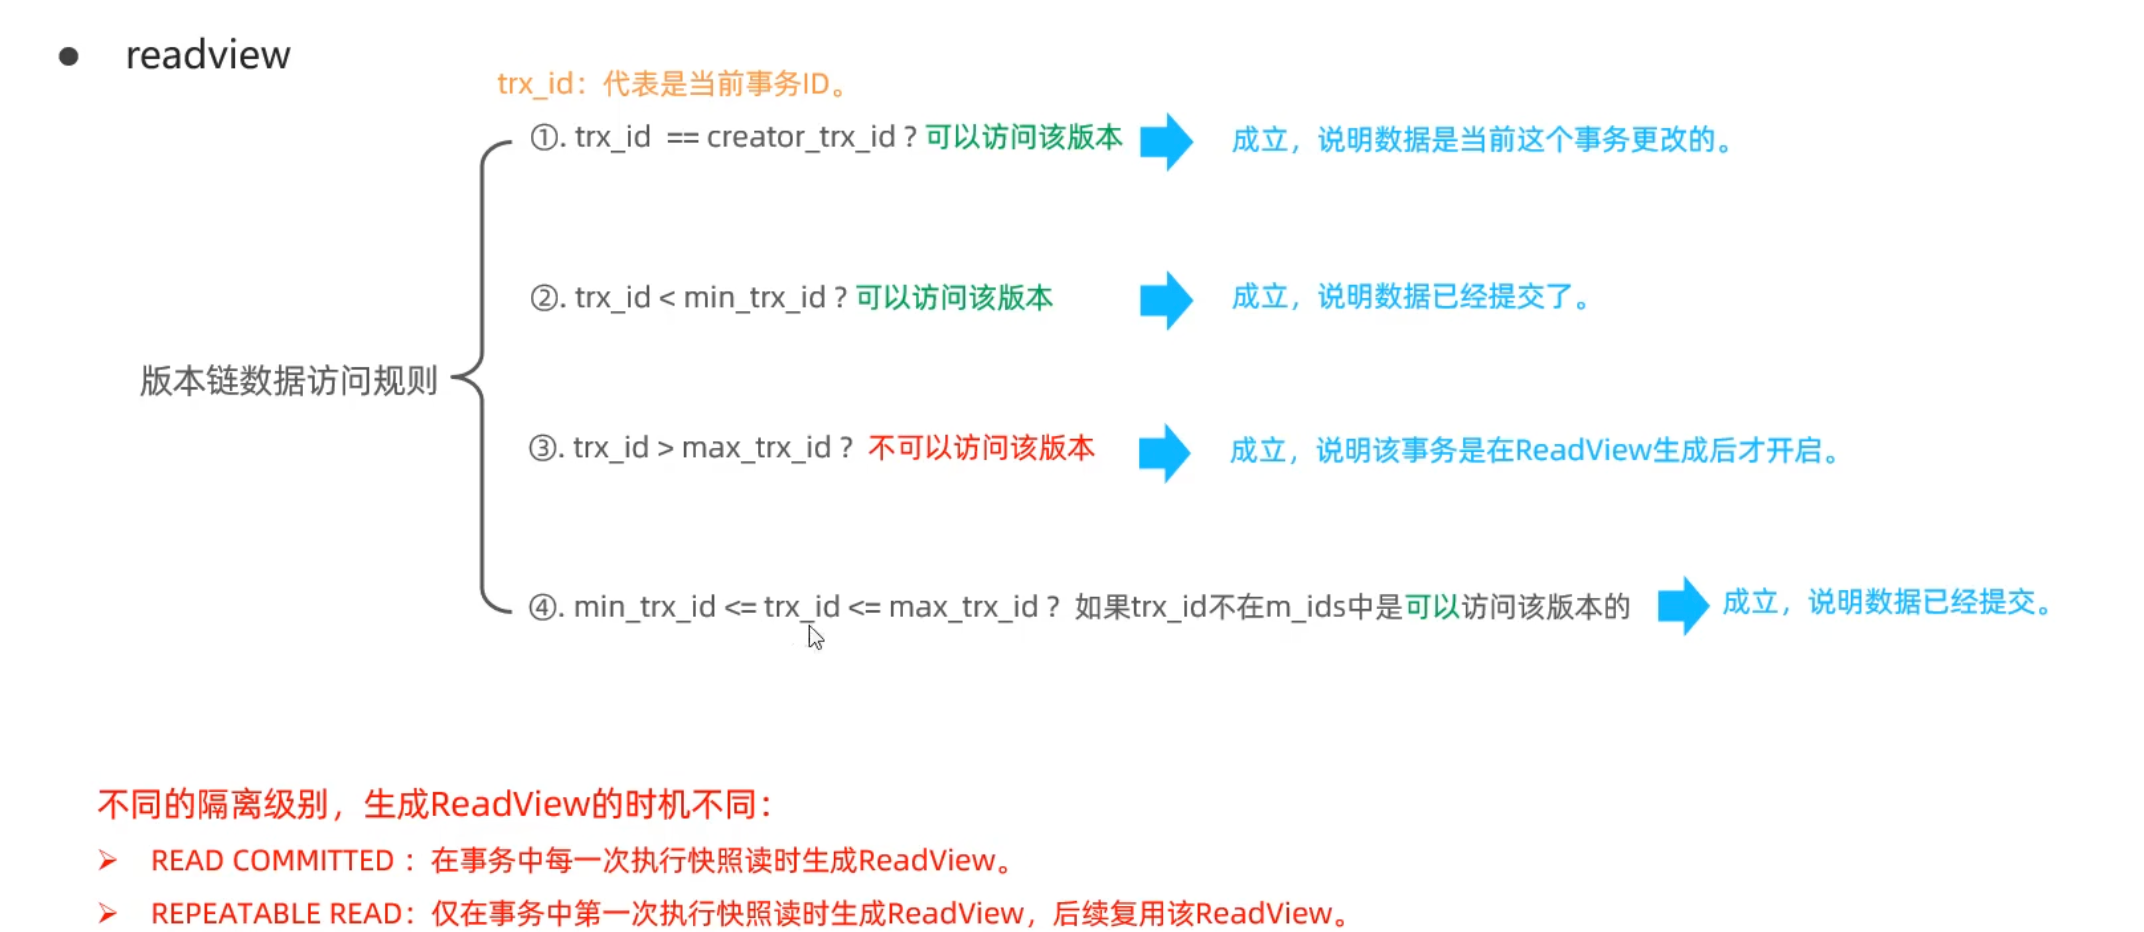 ● readview
trx_id：代表是当前事务ID。
①. trx_id == creator_trx_id ? 可以访问该版本
成立，说明数据是当前这个事务更改的。
②. trx_id < min_trx_id ? 可以访问该版本
成立，说明数据已经提交了。
版本链数据访问规则
③. trx_id > max_trx_id ? 不可以访问该版本
成立，说明该事务是在ReadView生成后才开启。
④. min_trx_id <= trx_id <= max_trx_id ? 如果trx_id不在m_ids中是可以访问该版本的
成立，说明数据已经提交。
不同的隔离级别，生成ReadView的时机不同：
➢ READ COMMITTED ：在事务中每一次执行快照读时生成ReadView。
➢ REPEATABLE READ：仅在事务中第一次执行快照读时生成ReadView，后续复用该ReadView。